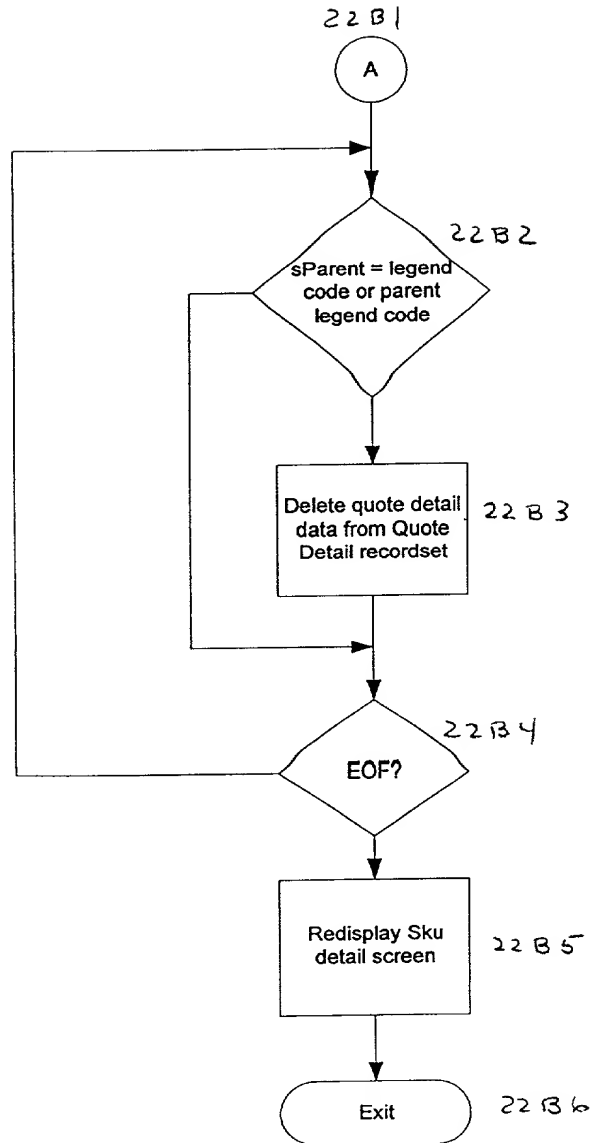 22B1
A
22B2
sParent = legend
code or parent
legend code
Delete quote detail
data from Quote
Detail recordset
22B3
22B4
EOF?
Redisplay Sku
detail screen
22B5
Exit
22B6